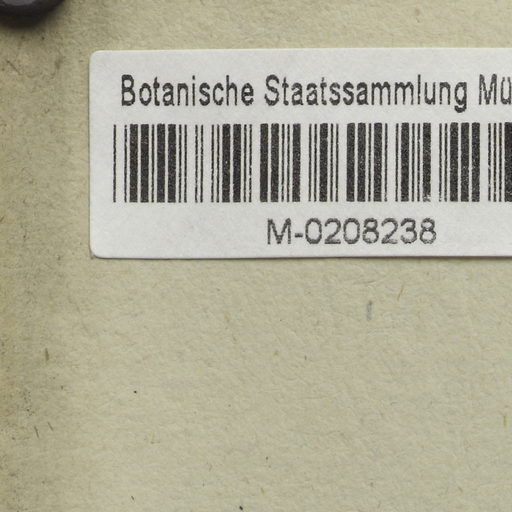 Botanische Staatssammlung Mü
M-0208238